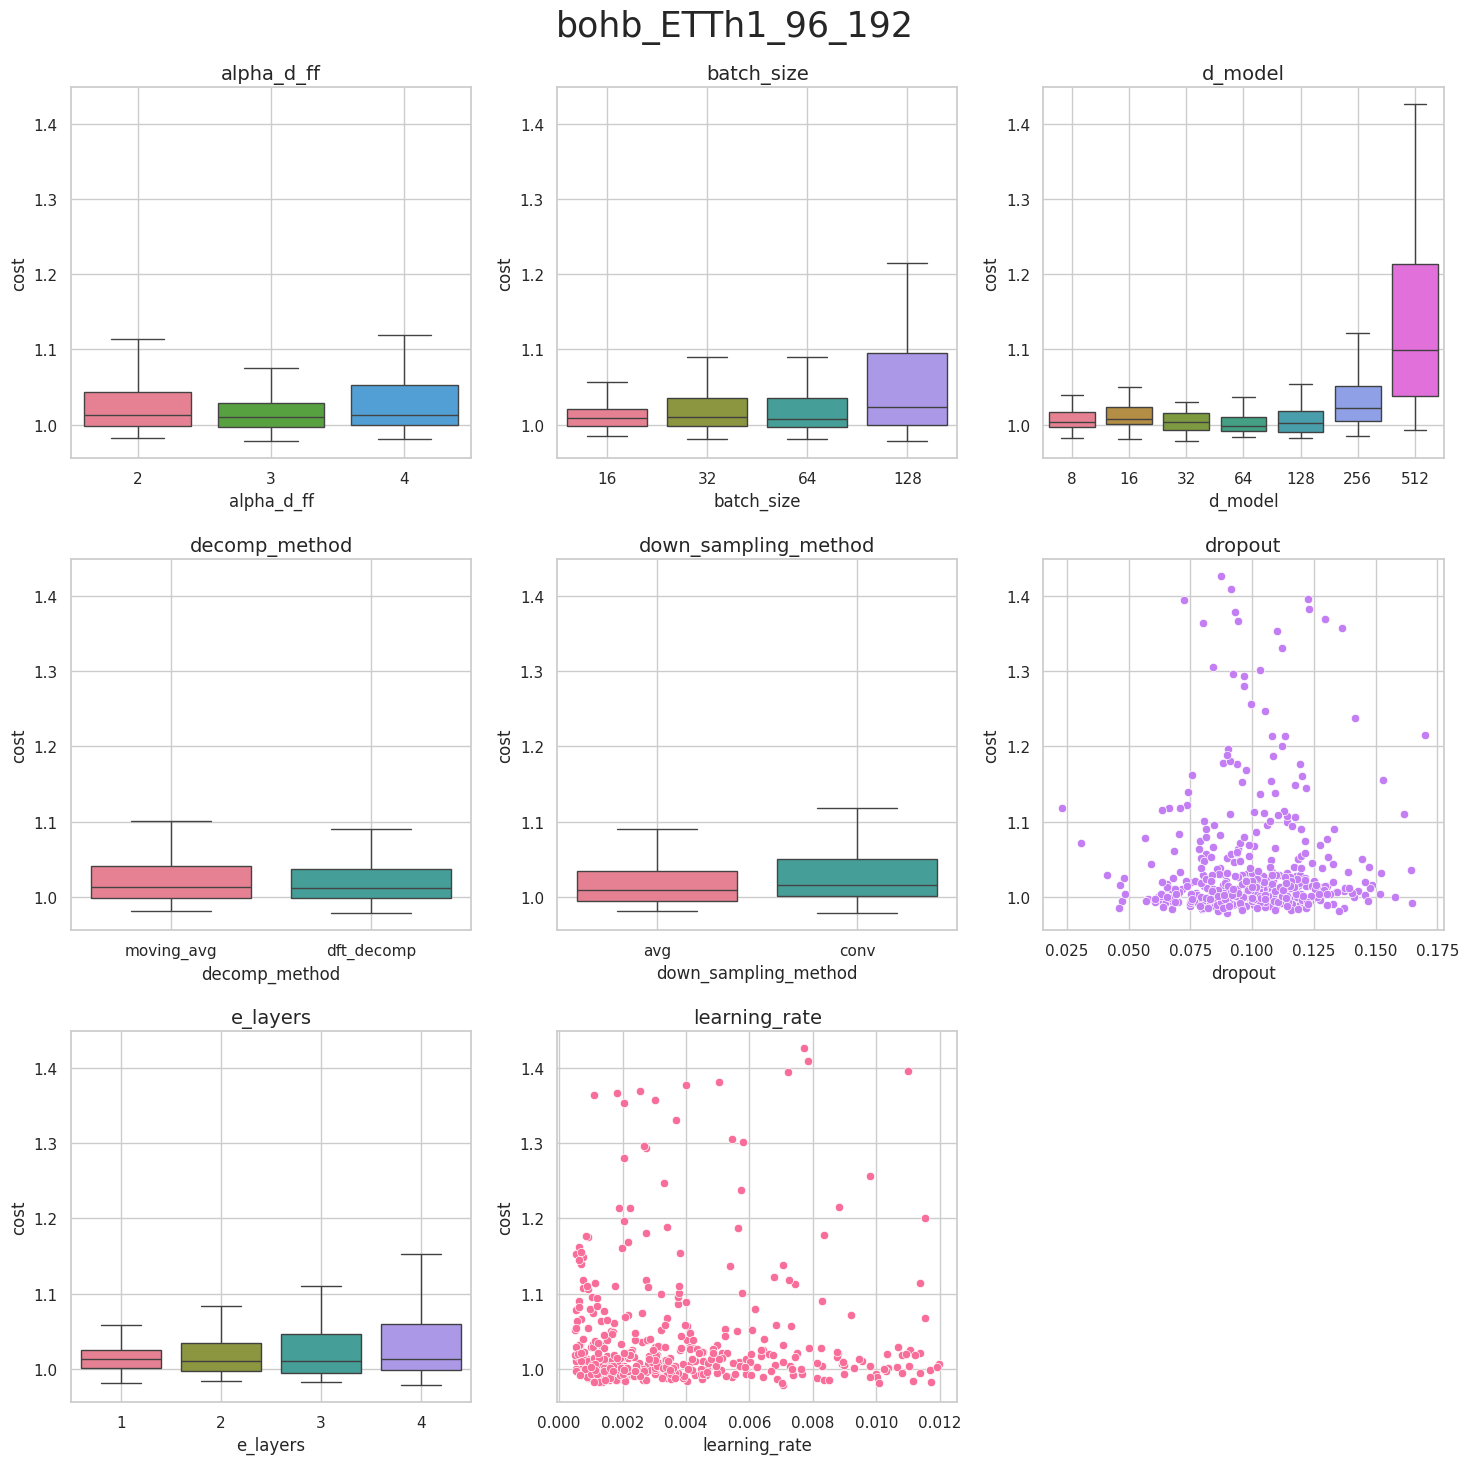 bohb_ETTh1_96_192
alpha_d_ff
cost
1.4
1.3
1.2
1.1
1.0
2 3 4
alpha_d_ff
batch_size
cost
1.4
1.3
1.2
1.1
1.0
16 32 64 128
batch_size
d_model
cost
1.4
1.3
1.2
1.1
1.0
8 16 32 64 128 256 512
d_model
decomp_method
cost
1.4
1.3
1.2
1.1
1.0
moving_avg dft_decomp
decomp_method
down_sampling_method
cost
1.4
1.3
1.2
1.1
1.0
avg conv
down_sampling_method
dropout
cost
1.4
1.3
1.2
1.1
1.0
0.025 0.050 0.075 0.100 0.125 0.150 0.175
dropout
e_layers
cost
1.4
1.3
1.2
1.1
1.0
1 2 3 4
e_layers
learning_rate
cost
1.4
1.3
1.2
1.1
1.0
0.000 0.002 0.004 0.006 0.008 0.010 0.012
learning_rate